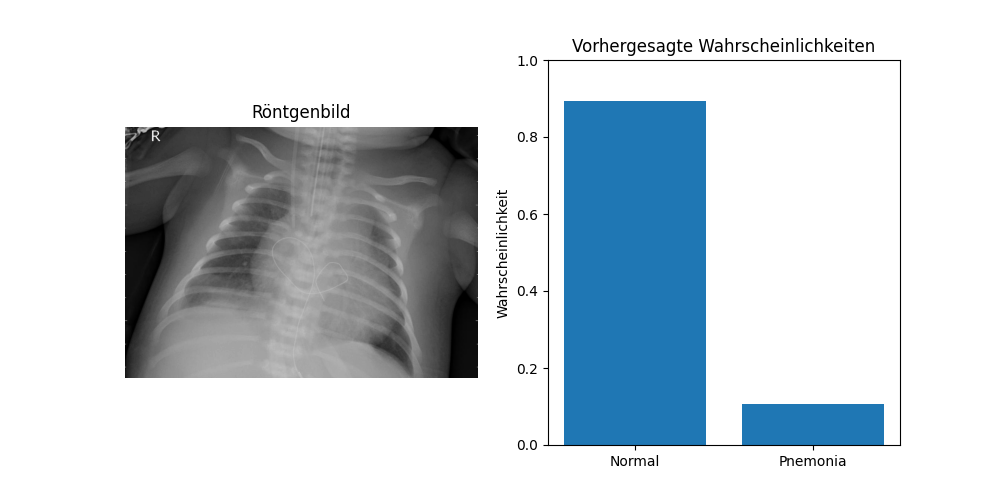 Röntgenbild
R
Vorhergesagte Wahrscheinlichkeiten
Wahrscheinlichkeit
1.0
0.8
0.6
0.4
0.2
0.0
Normal
Pnemonia